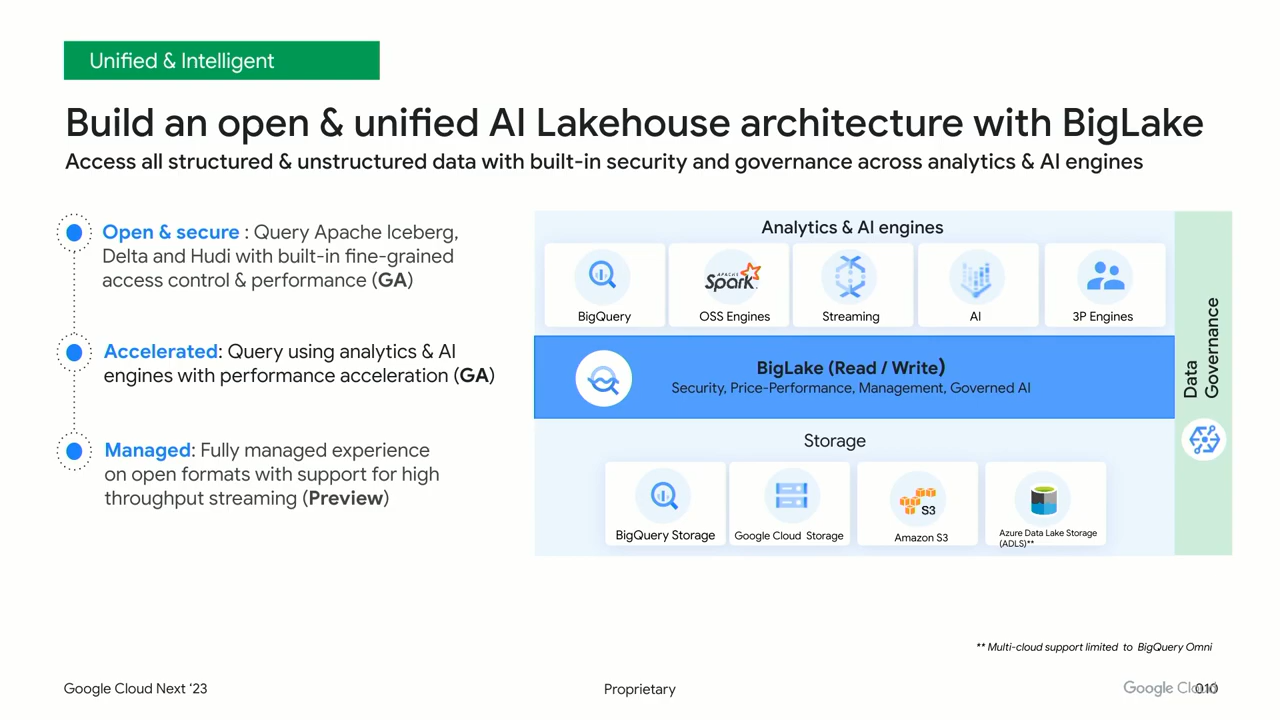 Unified & Intelligent
Build an open & unified AI Lakehouse architecture with BigLake
Access all structured & unstructured data with built-in security and governance across analytics & AI engines
Open & secure : Query Apache Iceberg,
Delta and Hudi with built-in fine-grained
access control & performance (GA)
Accelerated: Query using analytics & AI
engines with performance acceleration (GA)
Managed: Fully managed experience
on open formats with support for high
throughput streaming (Preview)
Analytics & AI engines
BigQuery
APACHE
Spark
OSS Engines
Streaming
AI
3P Engines
BigLake (Read / Write)
Security, Price-Performance, Management, Governed AI
Storage
BigQuery Storage
Google Cloud Storage
S3
Amazon S3
Azure Data Lake Storage
(ADLS)**
Data
Governance
** Multi-cloud support limited to BigQuery Omni
Google Cloud Next ‘23
Proprietary
Google Cloud
010